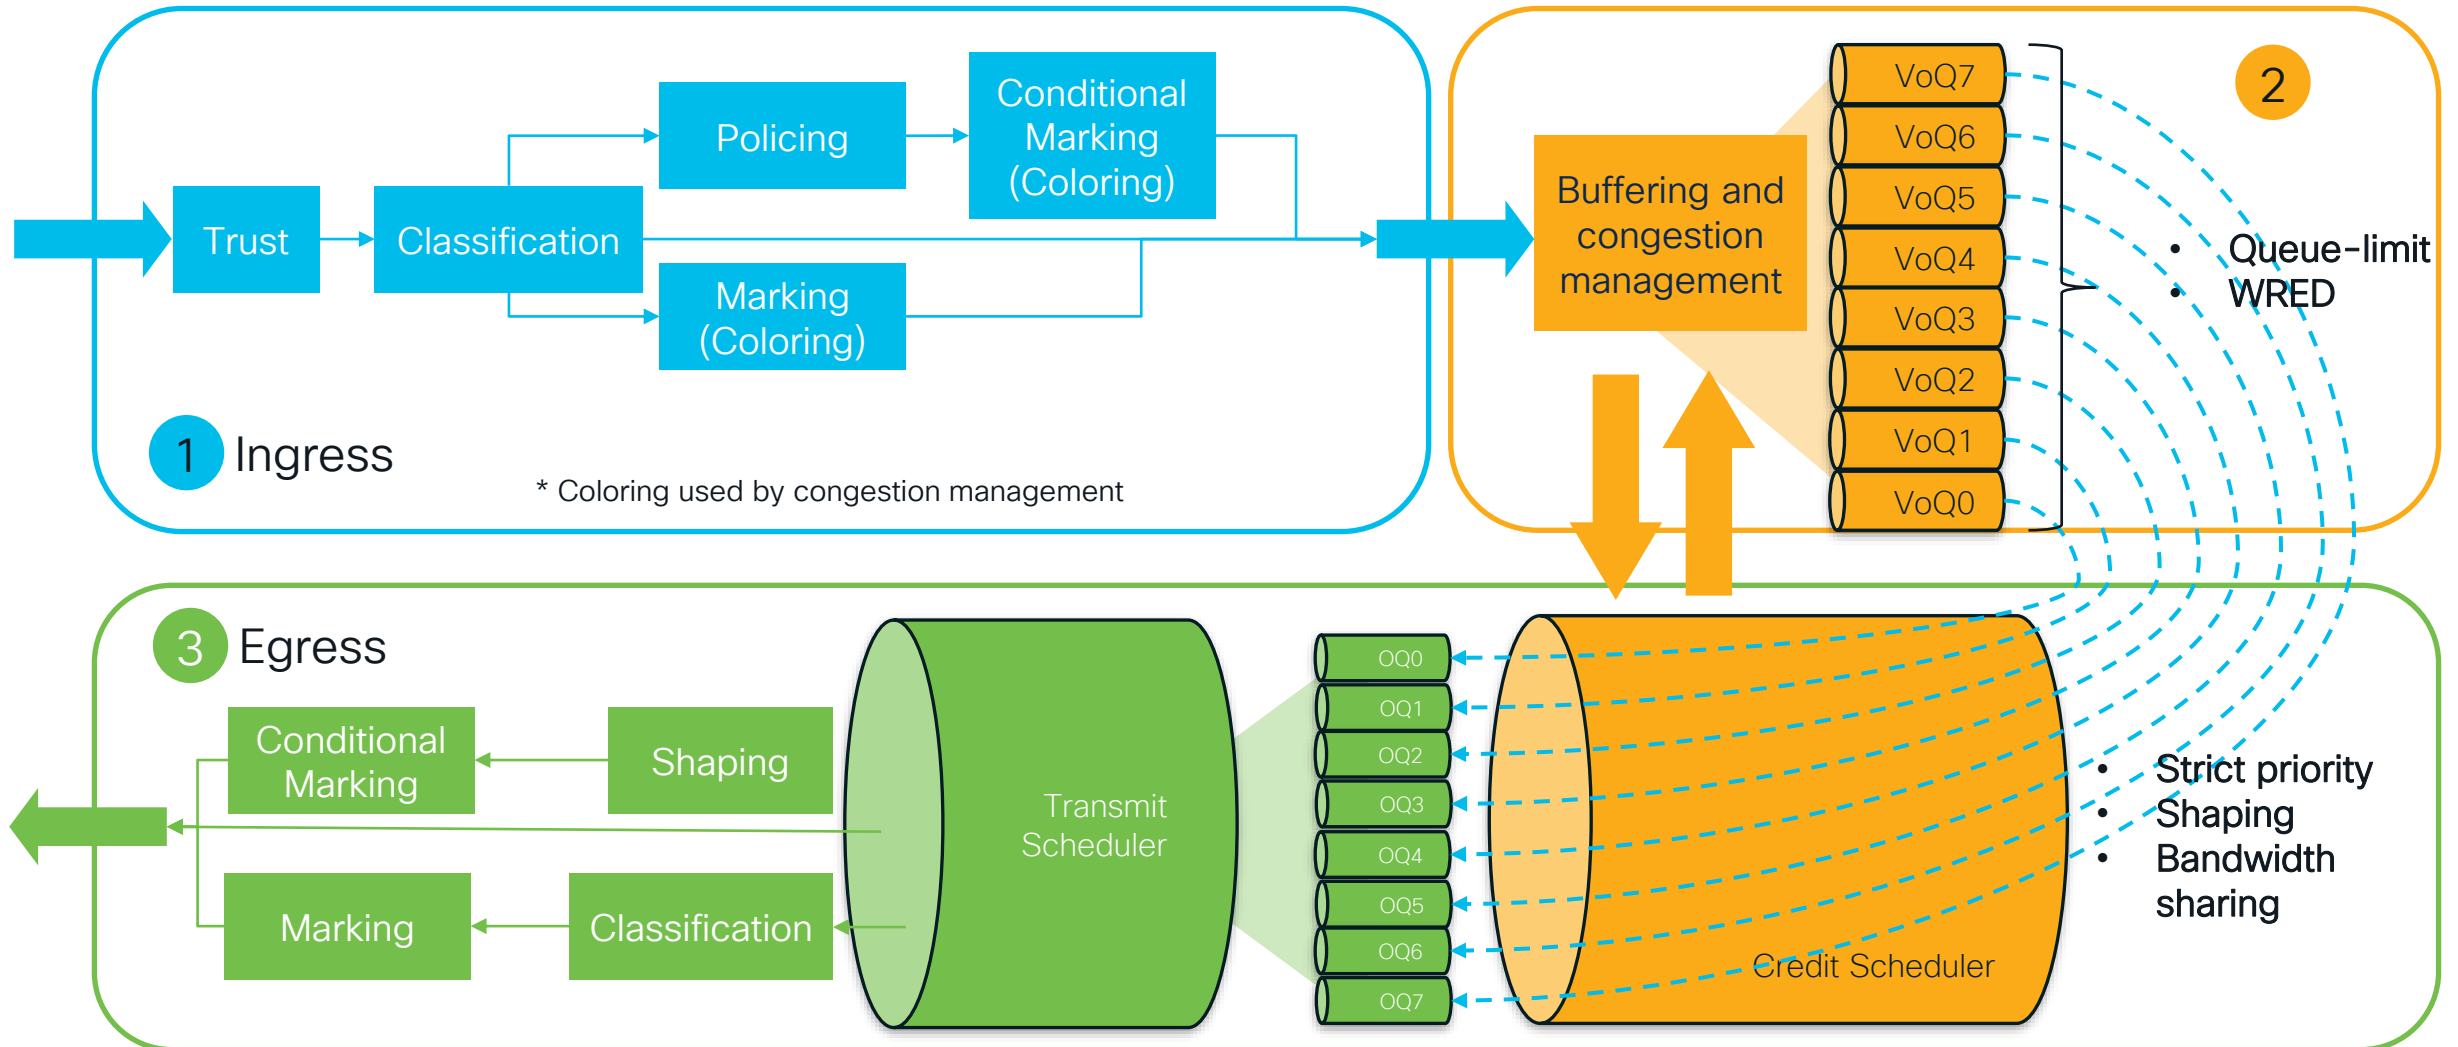 Trust
Classification
Policing
Conditional
Marking
(Coloring)
Marking
(Coloring)
1
Ingress
* Coloring used by congestion management
2
Buffering and
congestion
management
VoQ7
VoQ6
VoQ5
VoQ4
VoQ3
VoQ2
VoQ1
VoQ0
• Queue-limit
• WRED
3
Egress
Conditional
Marking
Shaping
Marking
Classification
Transmit
Scheduler
OQ0
OQ1
OQ2
OQ3
OQ4
OQ5
OQ6
OQ7
Credit Scheduler
• Strict priority
• Shaping
• Bandwidth
sharing